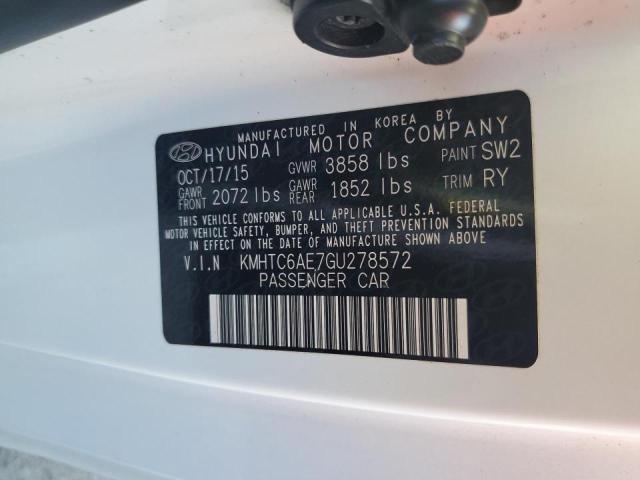 MANUFACTURED IN KOREA BY
HYUNDAI MOTOR COMPANY
OCT/17/15 GVWR 3858 lbs PAINT SW2
GAWR FRONT 2072 lbs GAWR REAR 1852 lbs TRIM RY
THIS VEHICLE CONFORMS TO ALL APPLICABLE U.S.A. FEDERAL
MOTOR VEHICLE SAFETY, BUMPER, AND THEFT PREVENTION STANDARDS
IN EFFECT ON THE DATE OF MANUFACTURE SHOWN ABOVE.
V.I.N KMHTC6AE7GU278572
PASSENGER CAR